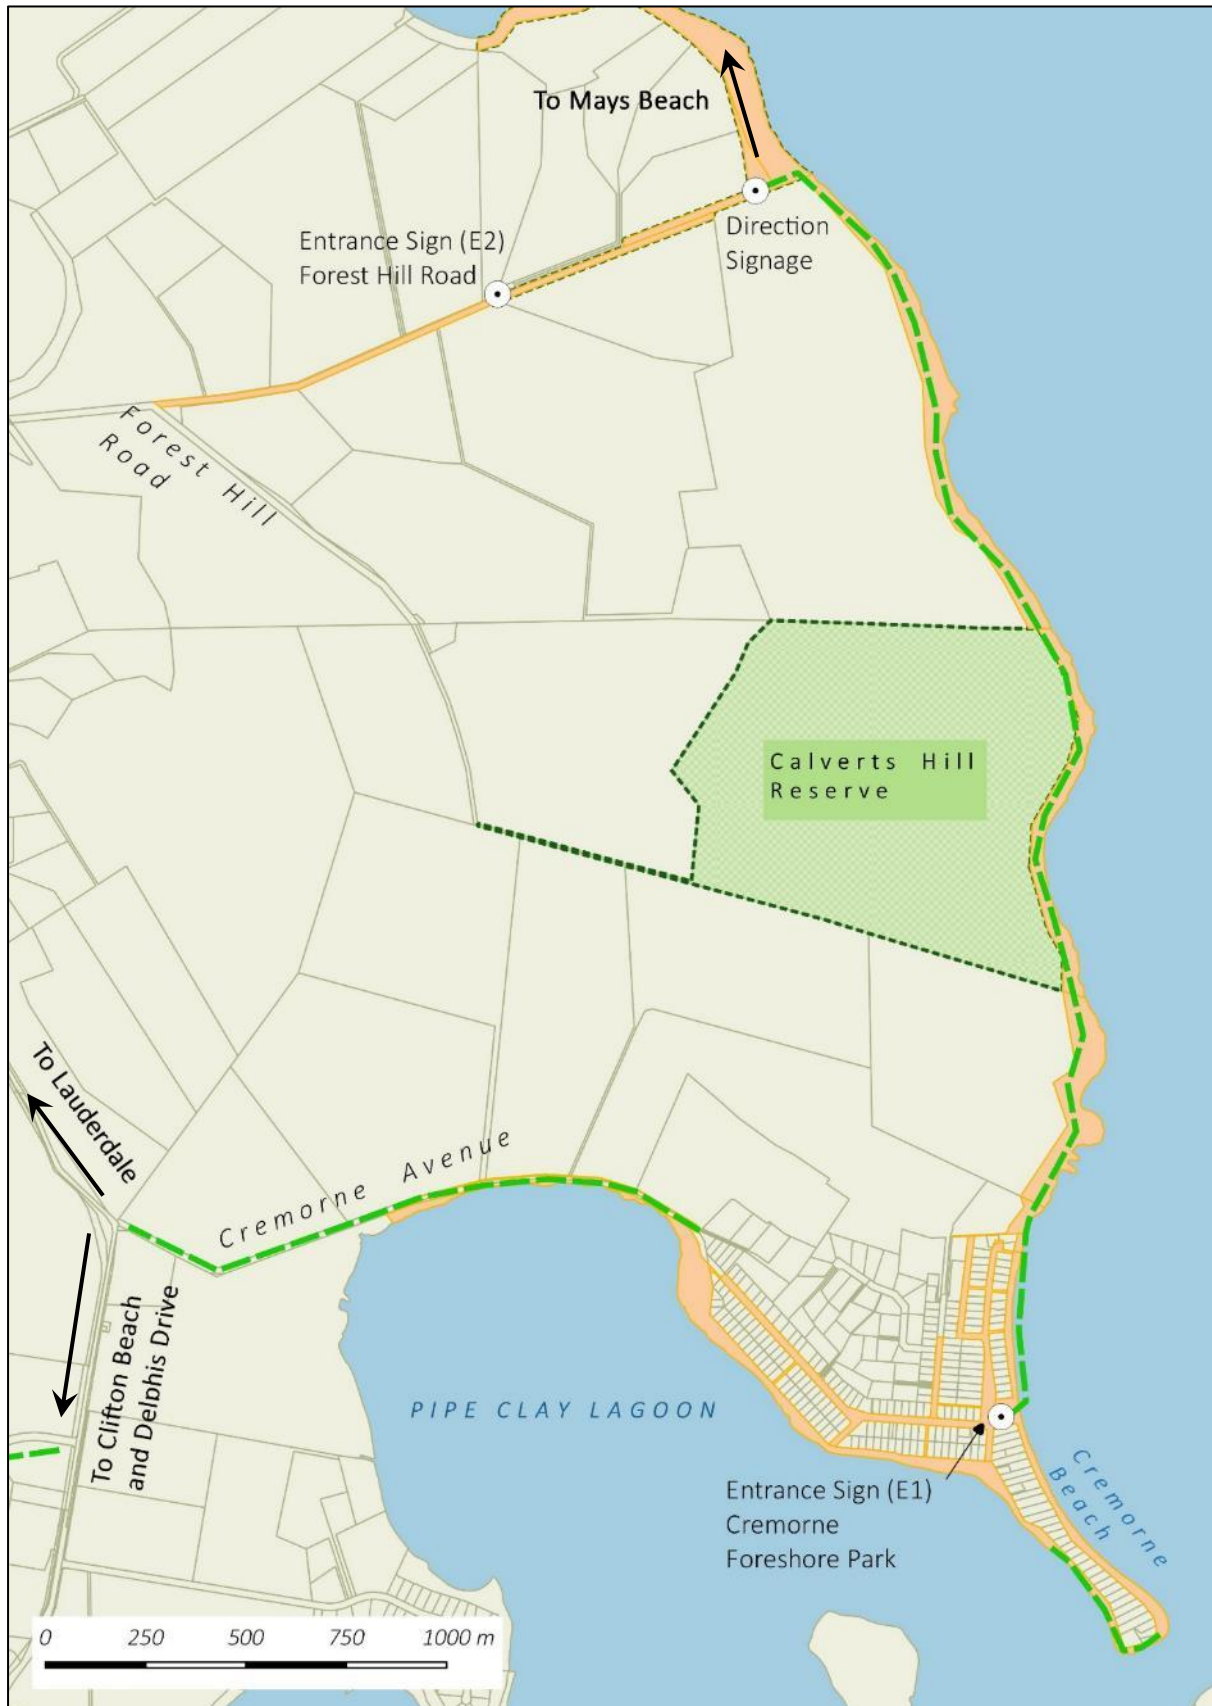 To Mays Beach
Direction
Signage
Entrance Sign (E2)
Forest Hill Road
Forest Hill
Road
Calverts Hill
Reserve
To Lauderdale
Cremorne Avenue
To Clifton Beach
and Delphis Drive
PIPE CLAY LAGOON
Cremorne
Beach
Entrance Sign (E1)
Cremorne
Foreshore Park
0 250 500 750 1000 m